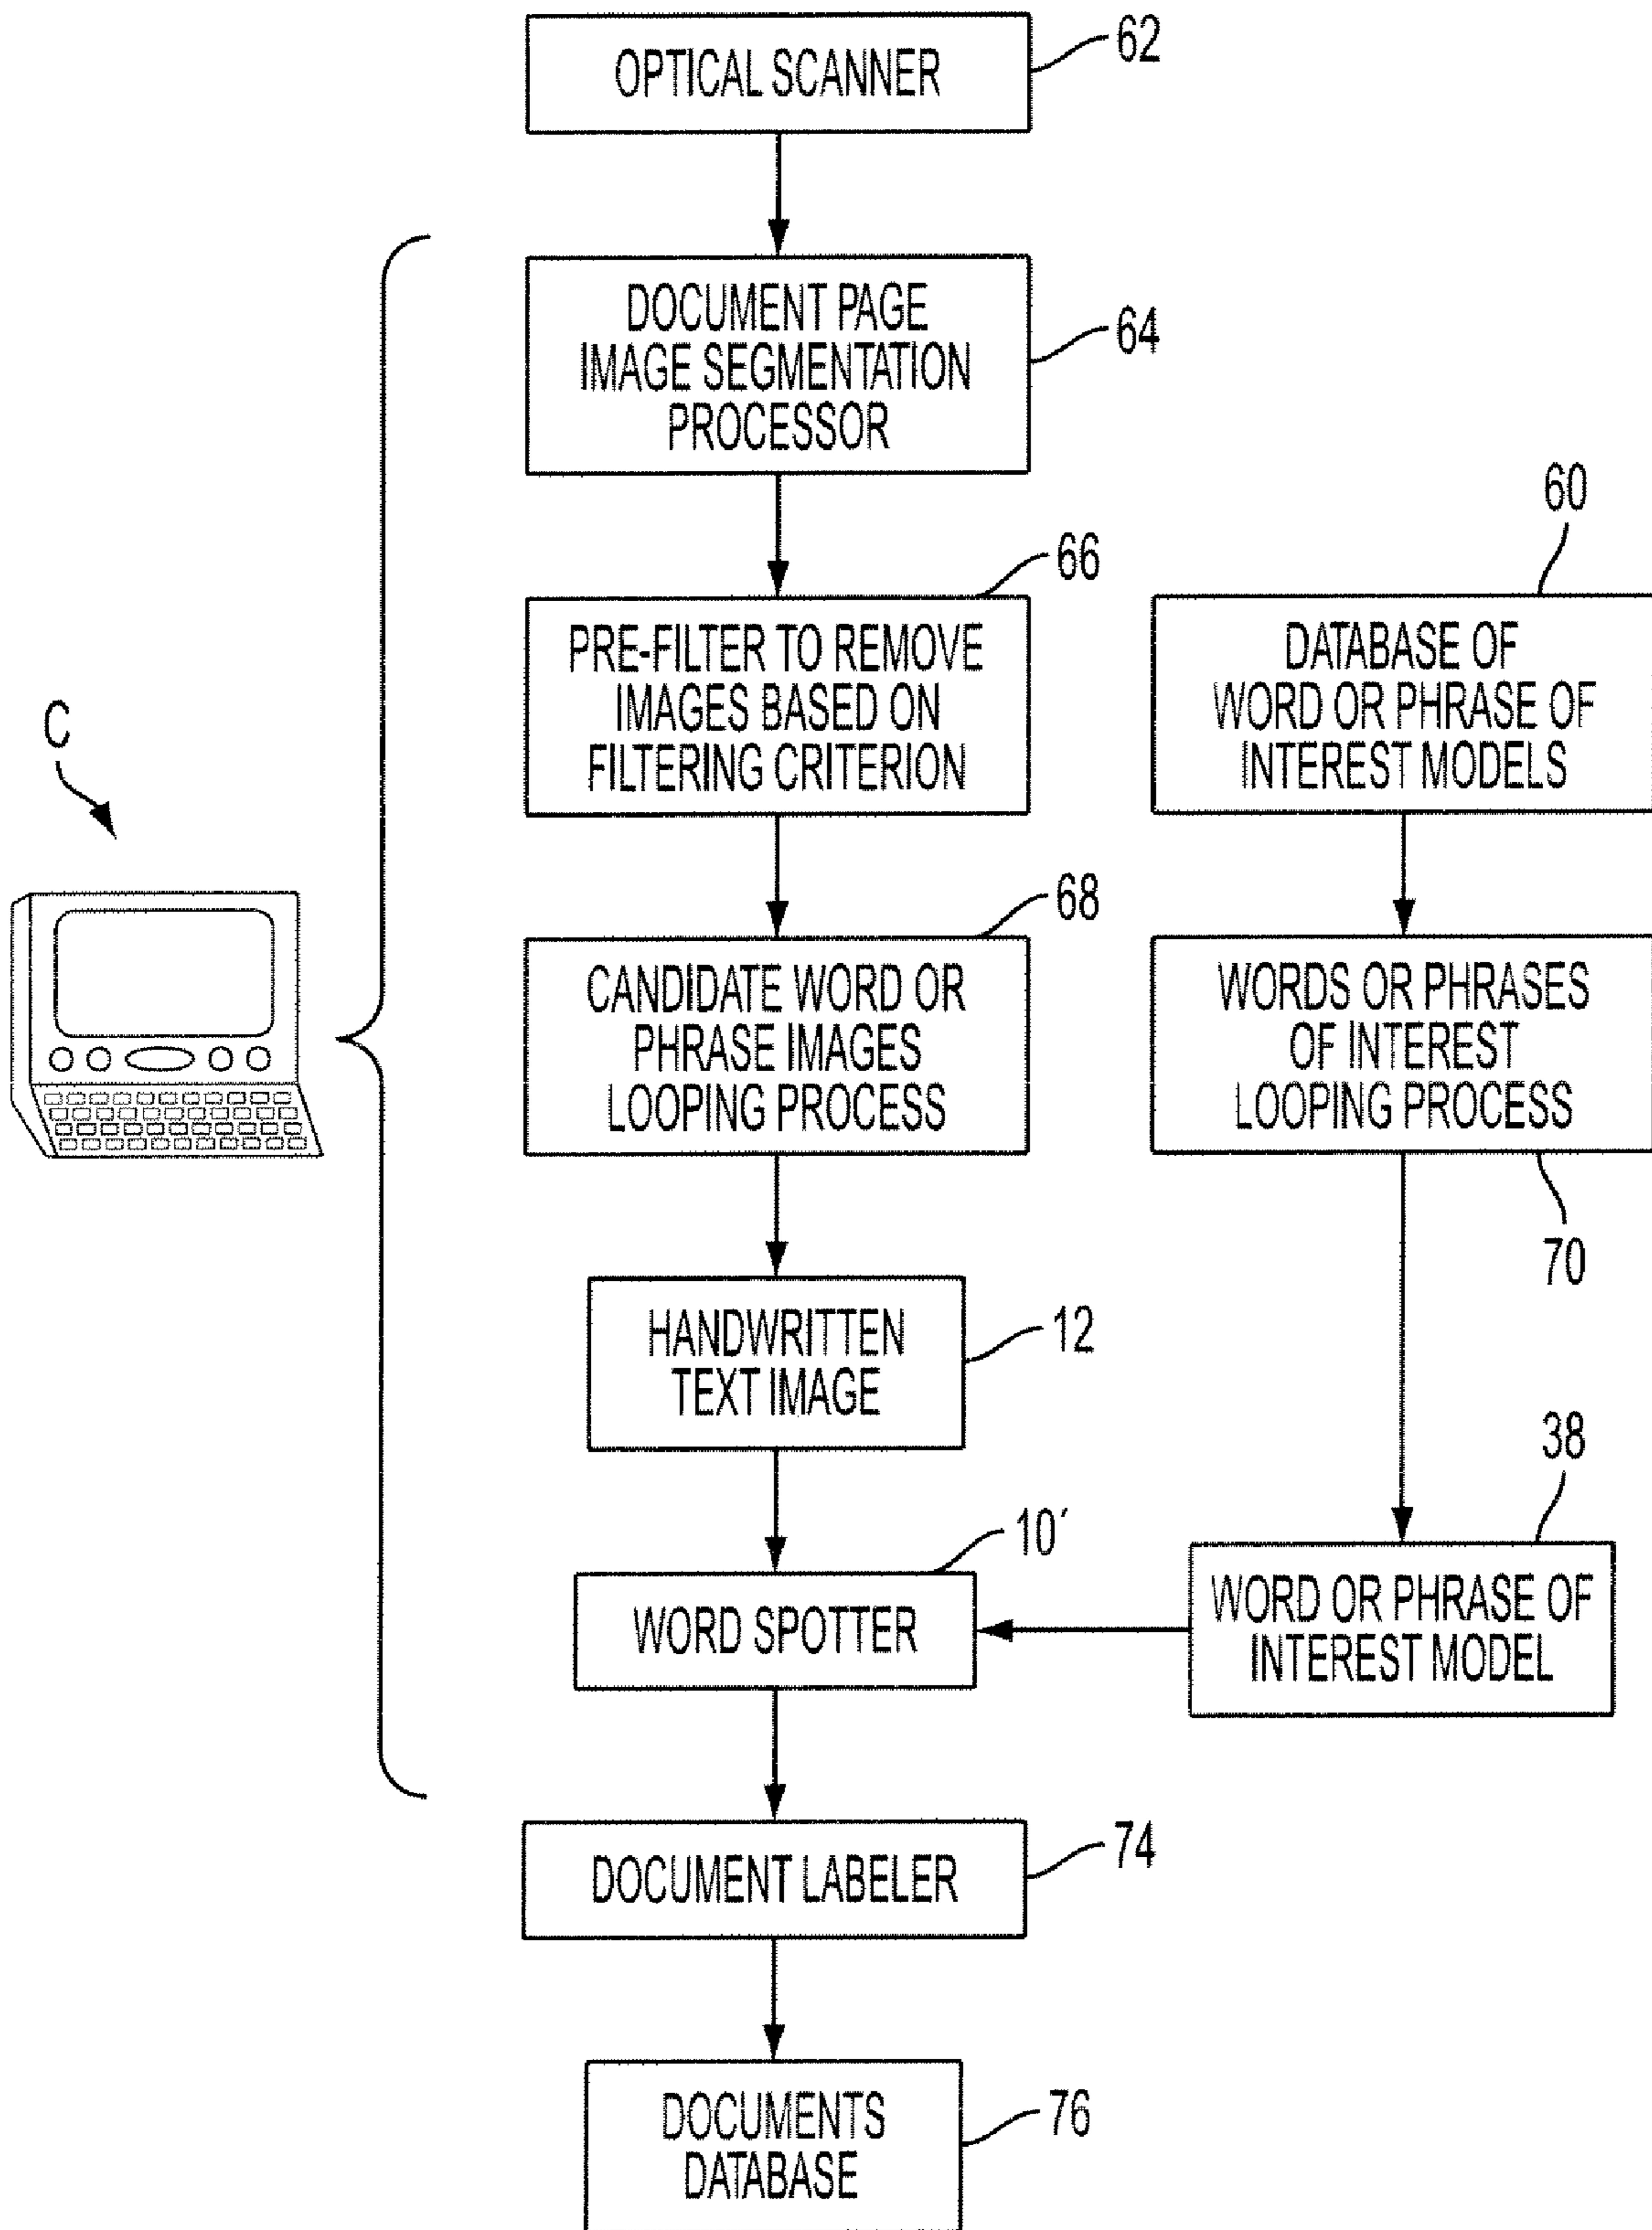 OPTICAL SCANNER
62
DOCUMENT PAGE
IMAGE SEGMENTATION
PROCESSOR
64
66
PRE-FILTER TO REMOVE
IMAGES BASED ON
FILTERING CRITERION
60
DATABASE OF
WORD OR PHRASE OF
INTEREST MODELS
C
68
CANDIDATE WORD OR
PHRASE IMAGES
LOOPING PROCESS
WORDS OR PHRASES
OF INTEREST
LOOPING PROCESS
70
HANDWRITTEN
TEXT IMAGE
12
38
10´
WORD SPOTTER
WORD OR PHRASE OF
INTEREST MODEL
DOCUMENT LABELER
74
DOCUMENTS
DATABASE
76